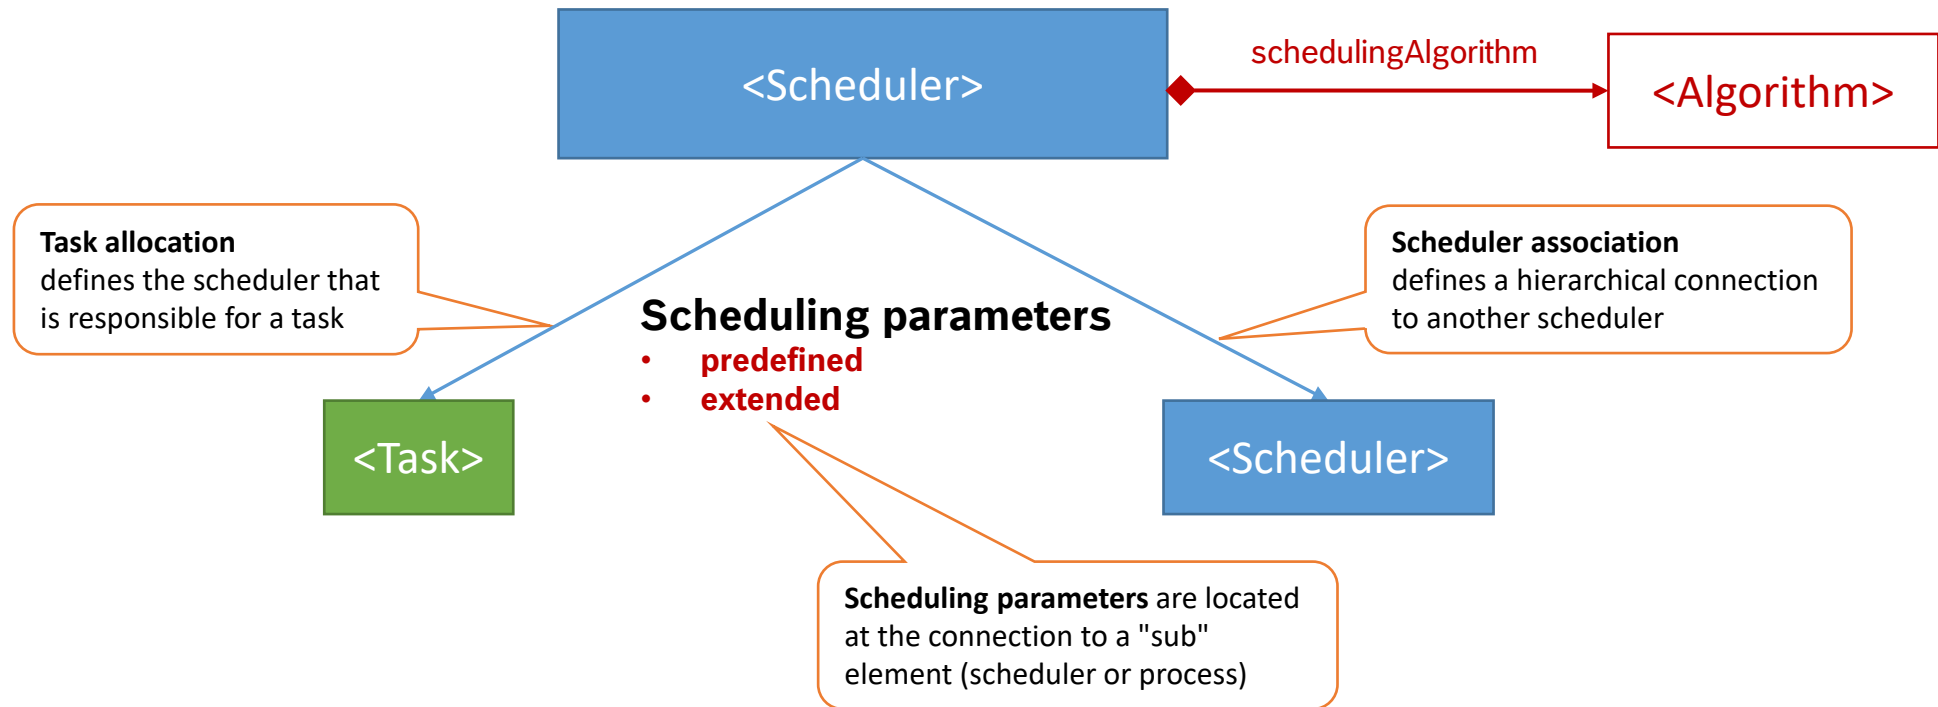 <Scheduler>
schedulingAlgorithm
<Algorithm>
Task allocation
defines the scheduler that
is responsible for a task
Scheduler association
defines a hierarchical connection
to another scheduler
Scheduling parameters
• predefined
• extended
<Task>
<Scheduler>
Scheduling parameters are located
at the connection to a "sub"
element (scheduler or process)